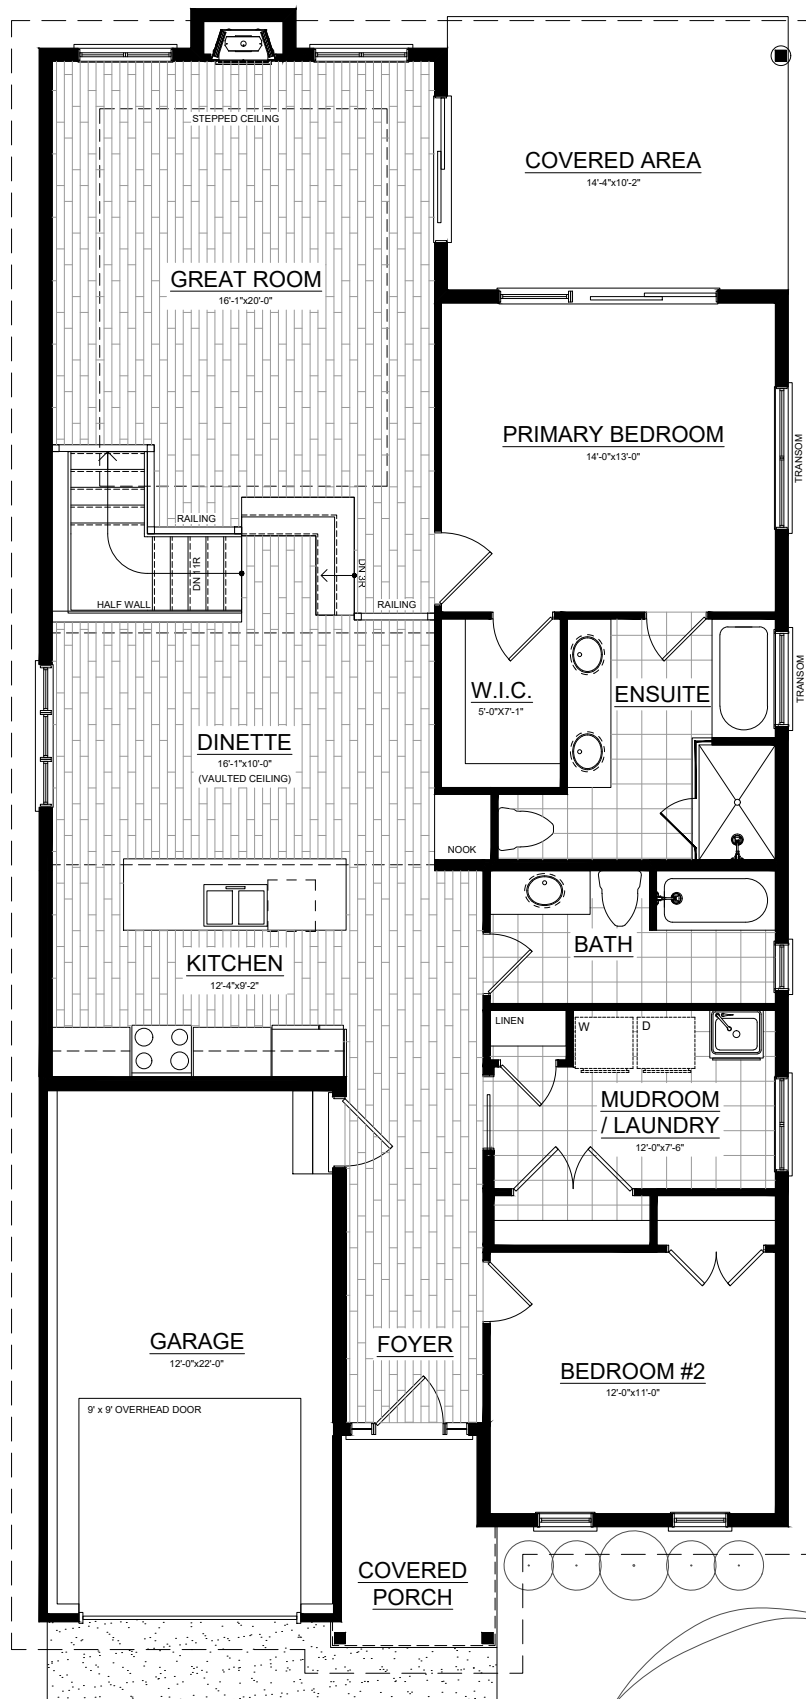 STEPPED CEILING
COVERED AREA
14'-4"x10'-2"
GREAT ROOM
16'-1"x20'-0"
PRIMARY BEDROOM
14'-0"x13'-0"
TRANSOM
RAILING
DN 11R
DN 3R
HALF WALL
RAILING
W.I.C.
5'-0"X7'-1"
ENSUITE
TRANSOM
DINETTE
16'-1"x10'-0"
(VAULTED CEILING)
NOOK
KITCHEN
12'-4"x9'-2"
BATH
LINEN
W
D
MUDROOM
/ LAUNDRY
12'-0"x7'-6"
GARAGE
12'-0"x22'-0"
FOYER
BEDROOM #2
12'-0"x11'-0"
9' x 9' OVERHEAD DOOR
COVERED
PORCH